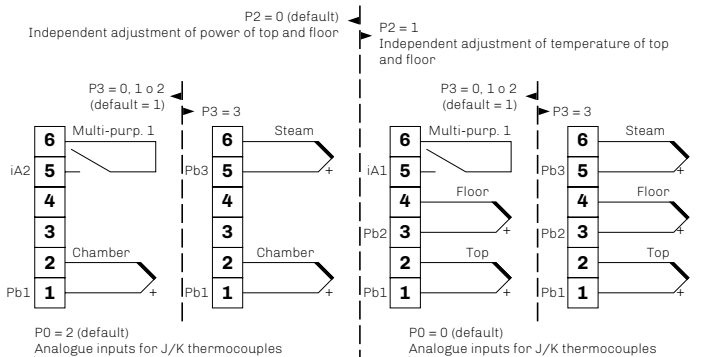 P2 = 0 (default)
Independent adjustment of power of top and floor
P2 = 1
Independent adjustment of temperature of top
and floor
P3 = 0, 1 o 2
(default = 1)
P3 = 3
P3 = 0, 1 o 2
(default = 1)
P3 = 3
6 Multi-purp. 1
iA2 5
4
3
2 Chamber
Pb1 1 +
6 Steam
Pb3 5 +
4
3
2 Chamber
Pb1 1 +
6 Multi-purp. 1
iA1 5
4 Floor
Pb2 3 +
2 Top
Pb1 1 +
6 Steam
Pb3 5 +
4 Floor
Pb2 3 +
2 Top
Pb1 1 +
P0 = 2 (default)
Analogue inputs for J/K thermocouples
P0 = 0 (default)
Analogue inputs for J/K thermocouples